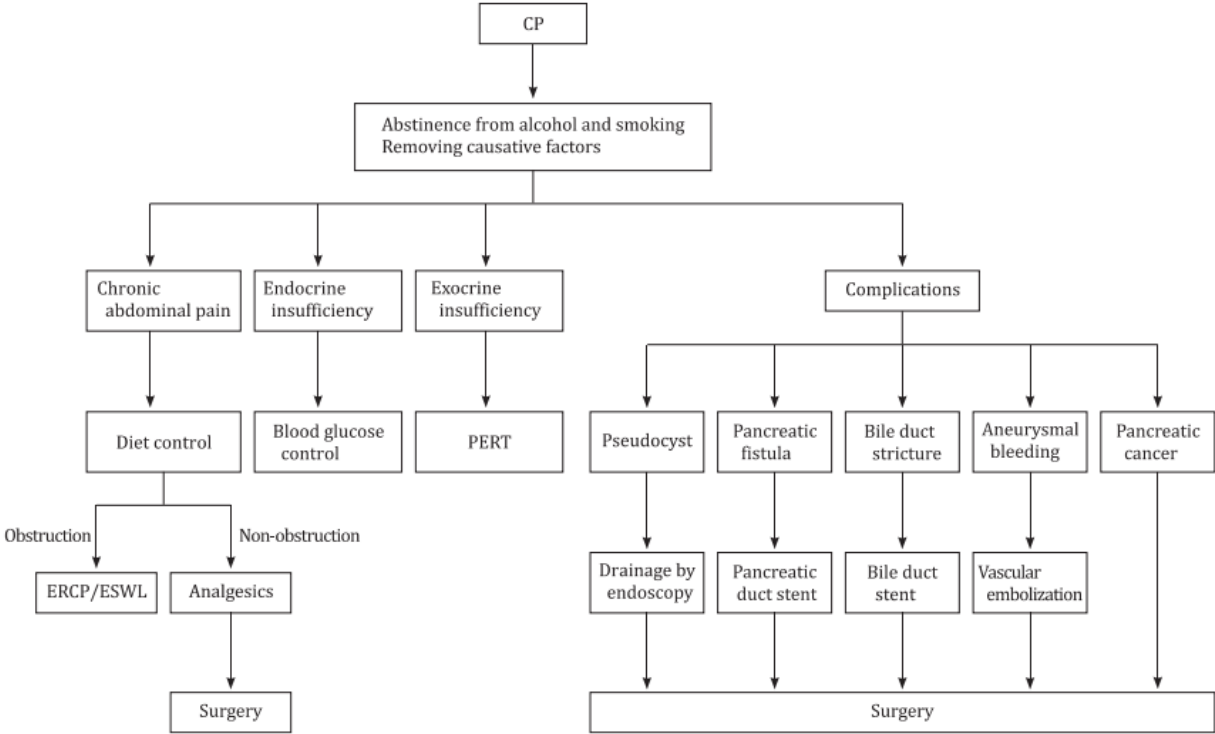 CP
Abstinence from alcohol and smoking
Removing causative factors
Chronic
abdominal pain
Endocrine
insufficiency
Exocrine
insufficiency
Complications
Diet control
Blood glucose
control
PERT
Pseudocyst
Pancreatic
fistula
Bile duct
stricture
Aneurysmal
bleeding
Pancreatic
cancer
Obstruction
Non-obstruction
ERCP/ESWL
Analgesics
Drainage by
endoscopy
Pancreatic
duct stent
Bile duct
stent
Vascular
embolization
Surgery
Surgery